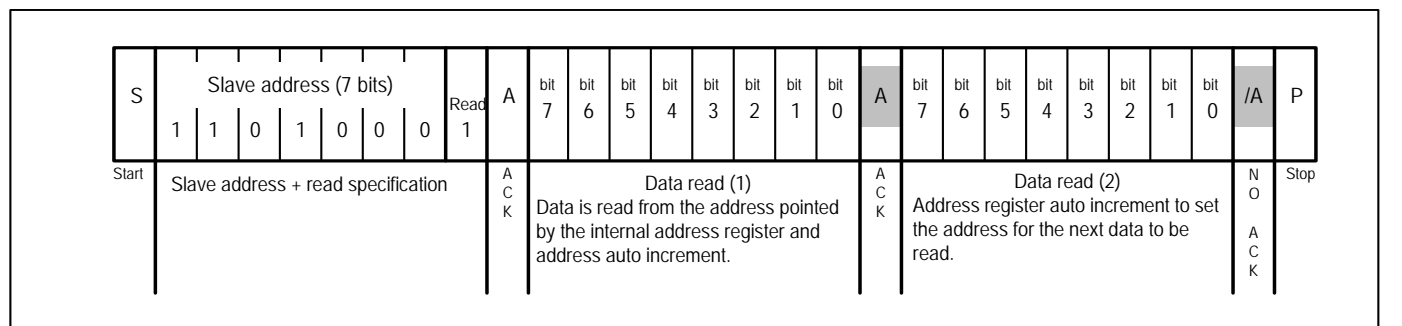 S Slave address (7 bits) Read A bit bit bit bit bit bit bit bit A bit bit bit bit bit bit bit bit /A P
1 1 0 1 0 0 0 1 7 6 5 4 3 2 1 0 7 6 5 4 3 2 1 0
Start Slave address + read specification
ACK
Data read (1)
Data is read from the address pointed
by the internal address register and
address auto increment.
ACK
Data read (2)
Address register auto increment to set
the address for the next data to be
read.
NO ACK
Stop